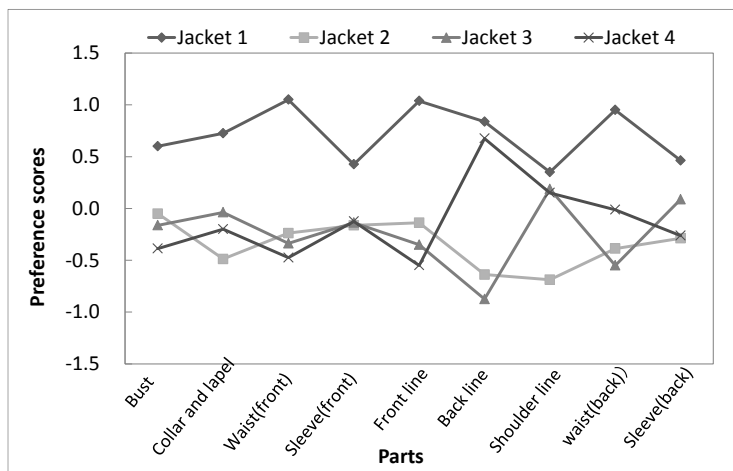 Jacket 1 Jacket 2 Jacket 3 Jacket 4
1.5
1.0
0.5
0.0
-0.5
-1.0
-1.5
Preference scores
Bust
Collar and lapel
Waist(front)
Sleeve(front)
Front line
Back line
Shoulder line
waist(back))
Sleeve(back)
Parts